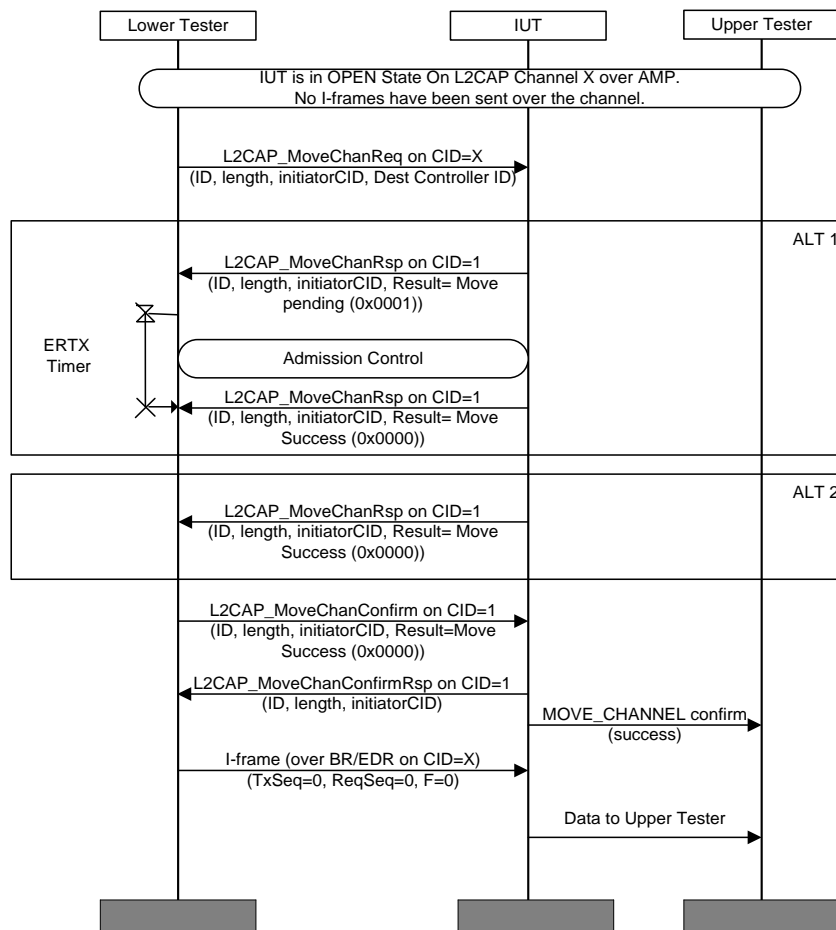 Lower Tester
IUT
Upper Tester
IUT is in OPEN State On L2CAP Channel X over AMP.
No I-frames have been sent over the channel.
L2CAP_MoveChanReq on CID=X
(ID, length, initiatorCID, Dest Controller ID)
ALT 1
L2CAP_MoveChanRsp on CID=1
(ID, length, initiatorCID, Result= Move
pending (0x0001))
ERTX
Timer
Admission Control
L2CAP_MoveChanRsp on CID=1
(ID, length, initiatorCID, Result= Move
Success (0x0000))
ALT 2
L2CAP_MoveChanRsp on CID=1
(ID, length, initiatorCID, Result= Move
Success (0x0000))
L2CAP_MoveChanConfirm on CID=1
(ID, length, initiatorCID, Result=Move
Success (0x0000))
L2CAP_MoveChanConfirmRsp on CID=1
(ID, length, initiatorCID)
MOVE_CHANNEL confirm
(success)
I-frame (over BR/EDR on CID=X)
(TxSeq=0, ReqSeq=0, F=0)
Data to Upper Tester